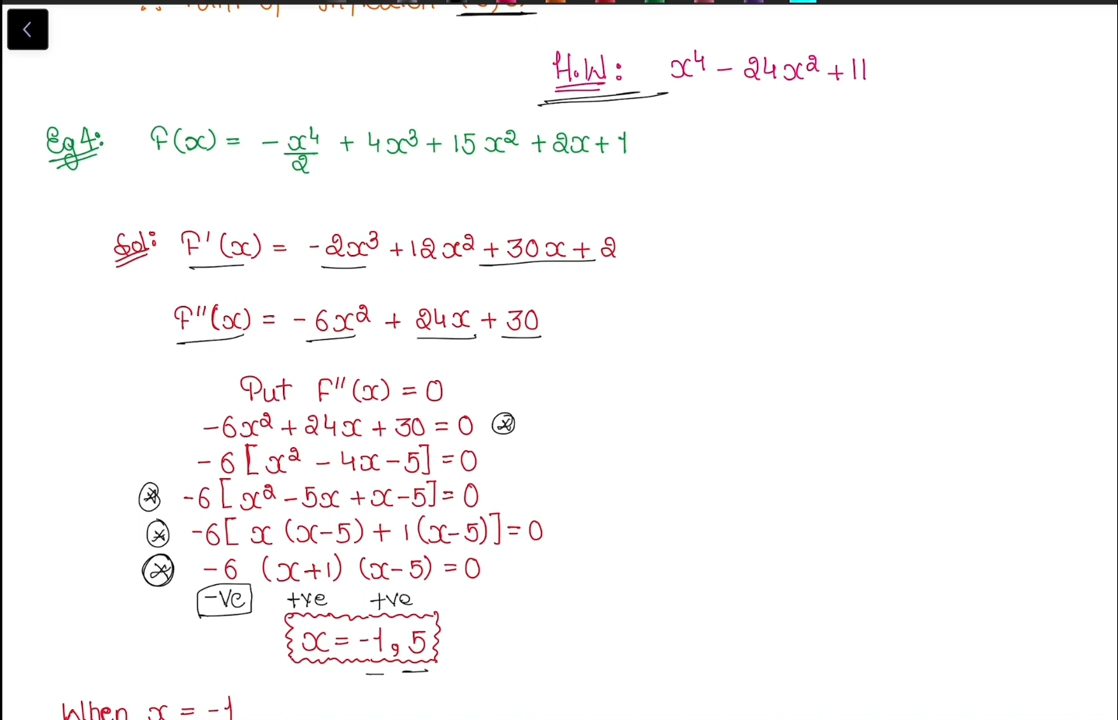 H.W: x⁴ - 24x² + 11
Eg 4: F(x) = -x⁴/2 + 4x³ + 15x² + 2x + 1
Sol: F'(x) = -2x³ + 12x² + 30x + 2
F''(x) = -6x² + 24x + 30
Put F''(x) = 0
-6x² + 24x + 30 = 0
-6[x² - 4x - 5] = 0
-6[x² - 5x + x - 5] = 0
-6[x(x-5) + 1(x-5)] = 0
-6 (x+1) (x-5) = 0
-ve +ve +ve
x = -1, 5
When x = -1